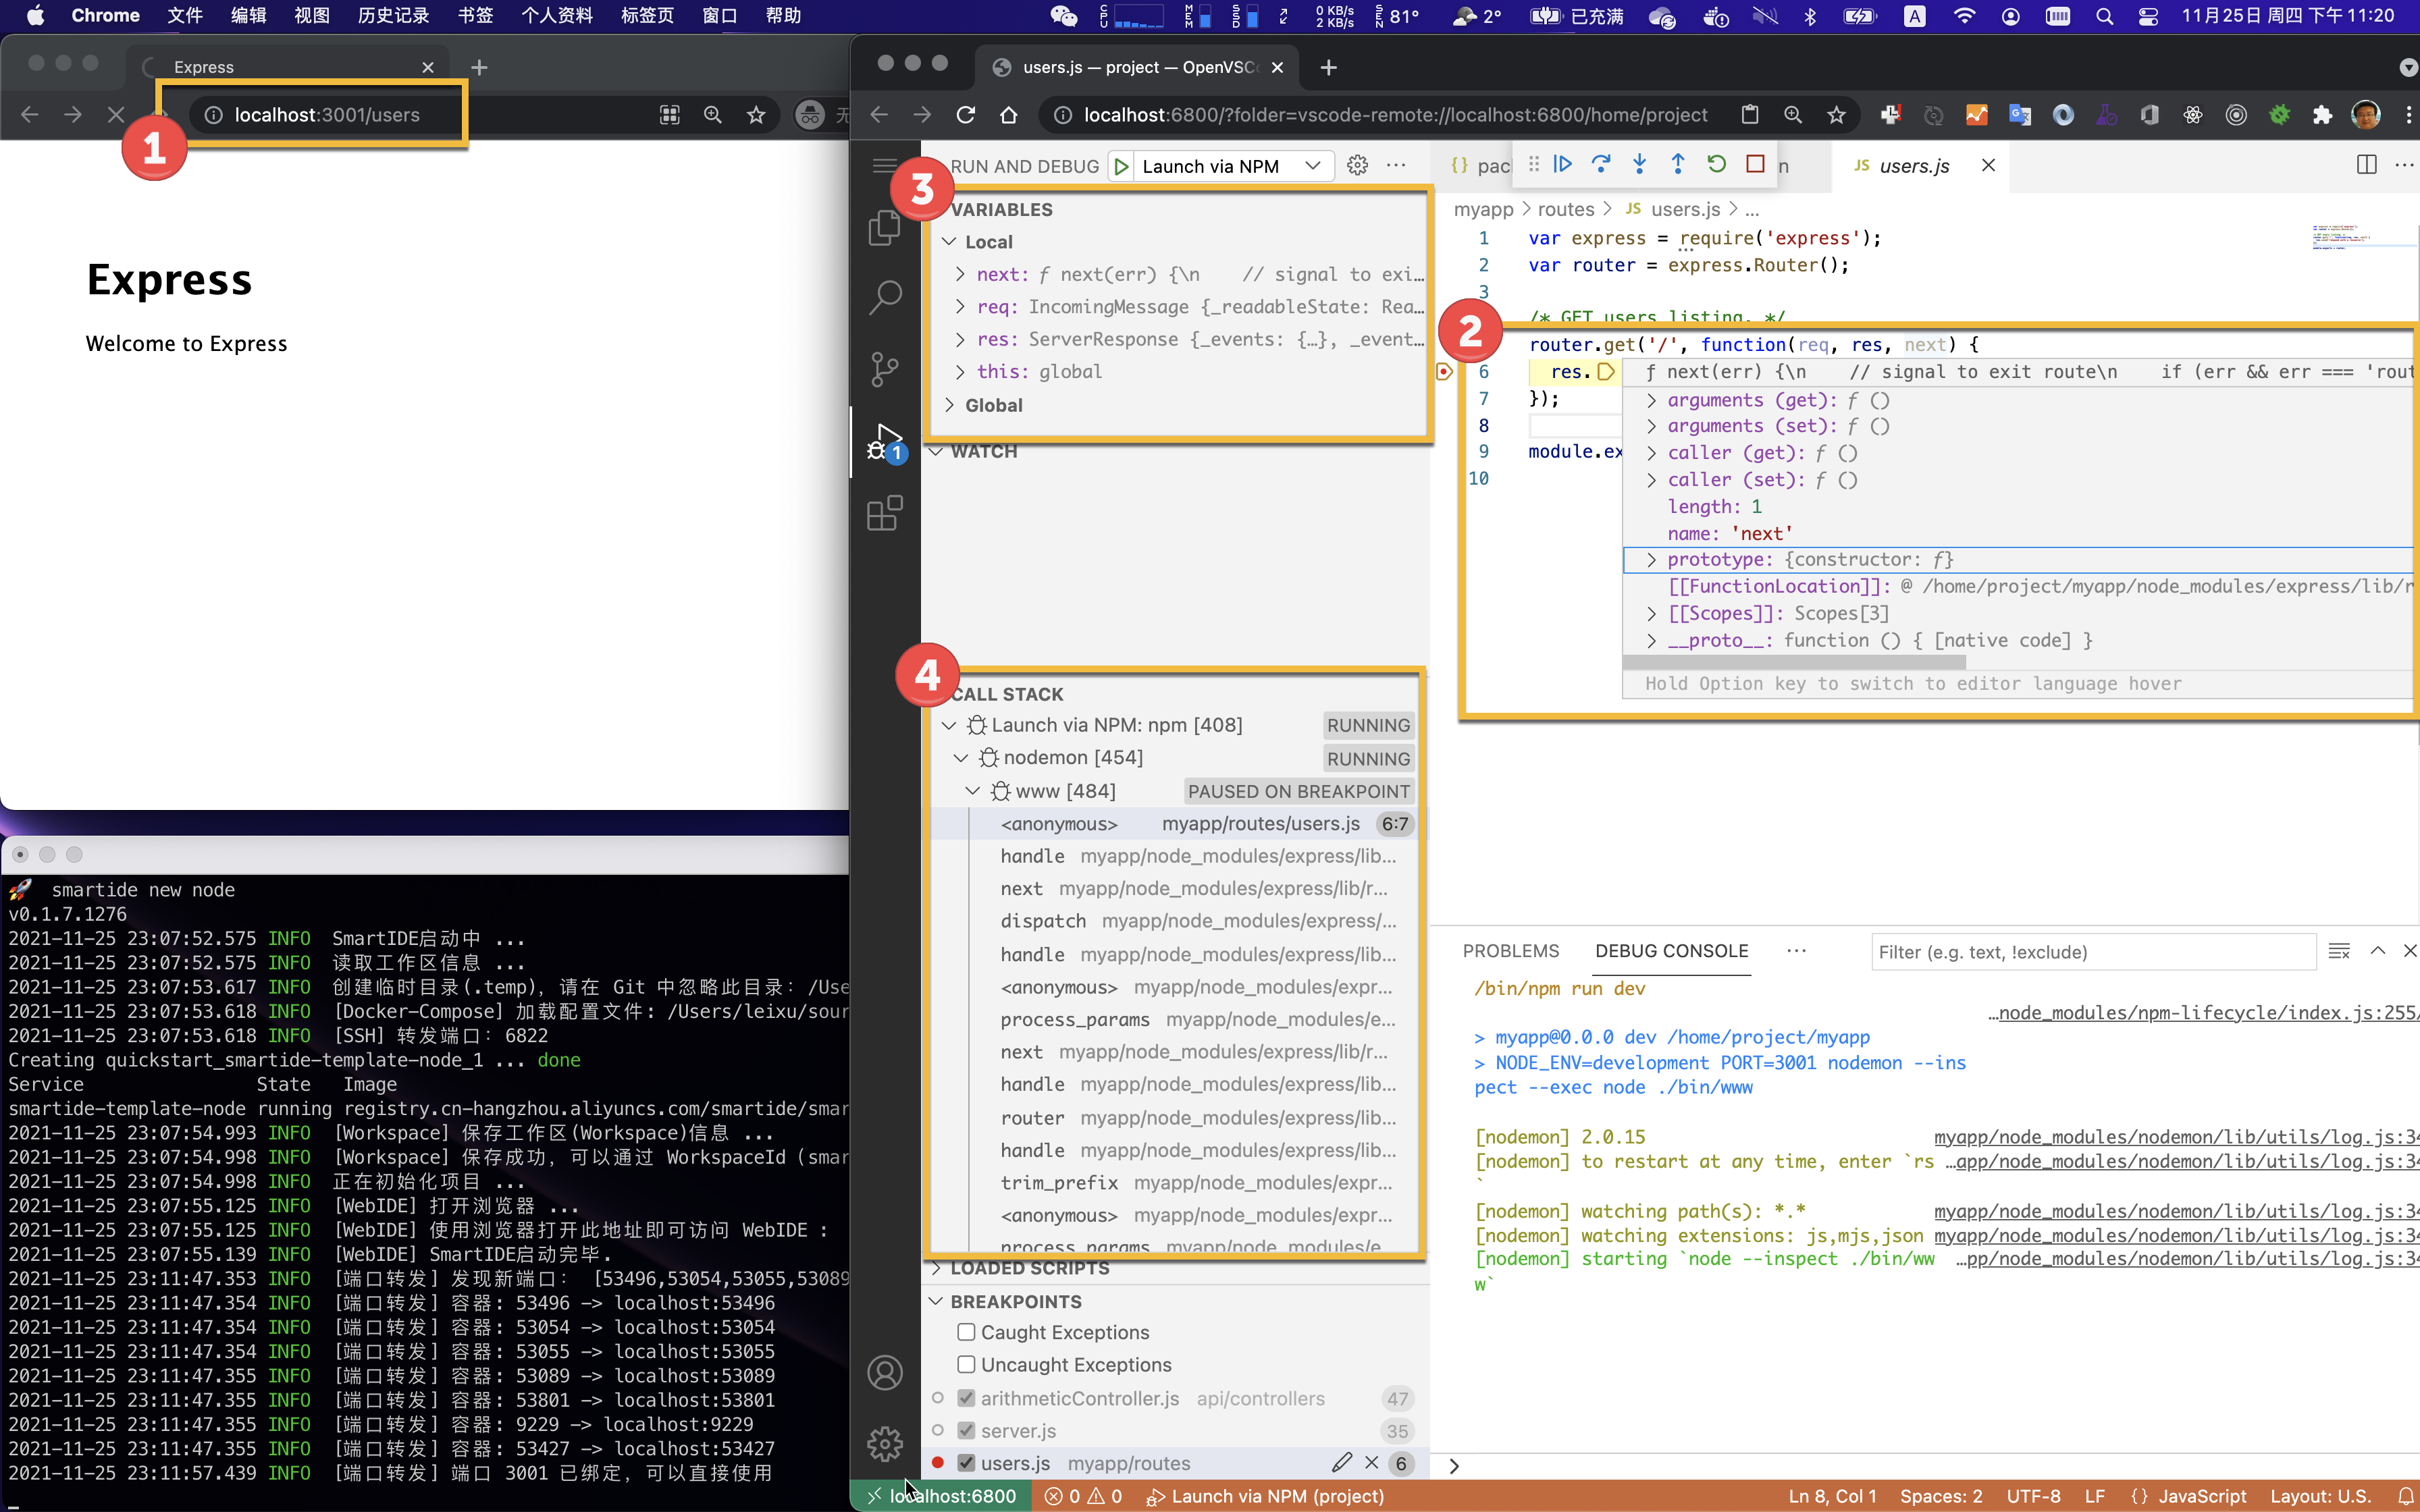 Chrome 文件 编辑 视图 历史记录 书签 个人资料 标签页 窗口 帮助
CPU MEM SSD 0 KB/s 2 KB/s SEN 81° 2° 已充满 A 11月25日 周四 下午11:20
Express
localhost:3001/users
1
无
Express
Welcome to Express
users.js — project — OpenVSCo
localhost:6800/?folder=vscode-remote://localhost:6800/home/project
RUN AND DEBUG Launch via NPM
3
VARIABLES
Local
next: ƒ next(err) {\n // signal to exi…
req: IncomingMessage {_readableState: Rea…
res: ServerResponse {_events: {…}, _event…
this: global
Global
WATCH
1
4
CALL STACK
Launch via NPM: npm [408] RUNNING
nodemon [454] RUNNING
www [484] PAUSED ON BREAKPOINT
<anonymous> myapp/routes/users.js 6:7
handle myapp/node_modules/express/lib...
next myapp/node_modules/express/lib/r...
dispatch myapp/node_modules/express/...
handle myapp/node_modules/express/lib...
<anonymous> myapp/node_modules/expr...
process_params myapp/node_modules/e...
next myapp/node_modules/express/lib/r...
handle myapp/node_modules/express/lib...
router myapp/node_modules/express/lib...
handle myapp/node_modules/express/lib...
trim_prefix myapp/node_modules/expr...
<anonymous> myapp/node_modules/expr...
process_params myapp/node_modules/e
LOADED SCRIPTS
BREAKPOINTS
Caught Exceptions
Uncaught Exceptions
arithmeticController.js api/controllers 47
server.js 35
users.js myapp/routes 6
pac
n
JS users.js
myapp > routes > JS users.js > ...
1 var express = require('express');
2 var router = express.Router();
3
/* GET users listing. */
2
router.get('/', function(req, res, next) {
6 res.
7 });
8
9 module.ex
10
ƒ next(err) {\n // signal to exit route\n if (err && err === 'rout
arguments (get): ƒ ()
arguments (set): ƒ ()
caller (get): ƒ ()
caller (set): ƒ ()
length: 1
name: 'next'
prototype: {constructor: ƒ}
[[FunctionLocation]]: @ /home/project/myapp/node_modules/express/lib/r
[[Scopes]]: Scopes[3]
__proto__: function () { [native code] }
Hold Option key to switch to editor language hover
PROBLEMS DEBUG CONSOLE ··· Filter (e.g. text, !exclude)
/bin/npm run dev
…node_modules/npm-lifecycle/index.js:255/
> myapp@0.0.0 dev /home/project/myapp
> NODE_ENV=development PORT=3001 nodemon --ins
pect --exec node ./bin/www
[nodemon] 2.0.15 myapp/node_modules/nodemon/lib/utils/log.js:34
[nodemon] to restart at any time, enter `rs …app/node_modules/nodemon/lib/utils/log.js:34
`
[nodemon] watching path(s): *.* myapp/node_modules/nodemon/lib/utils/log.js:34
[nodemon] watching extensions: js,mjs,json myapp/node_modules/nodemon/lib/utils/log.js:34
[nodemon] starting `node --inspect ./bin/ww …pp/node_modules/nodemon/lib/utils/log.js:34
w`
localhost:6800 0 0 Launch via NPM (project) Ln 8, Col 1 Spaces: 2 UTF-8 LF {} JavaScript Layout: U.S.
smartide new node
v0.1.7.1276
2021-11-25 23:07:52.575 INFO SmartIDE启动中 ...
2021-11-25 23:07:52.575 INFO 读取工作区信息 ...
2021-11-25 23:07:53.617 INFO 创建临时目录(.temp), 请在 Git 中忽略此目录: /Use
2021-11-25 23:07:53.618 INFO [Docker-Compose] 加载配置文件: /Users/leixu/sour
2021-11-25 23:07:53.618 INFO [SSH] 转发端口: 6822
Creating quickstart_smartide-template-node_1 ... done
Service State Image
smartide-template-node running registry.cn-hangzhou.aliyuncs.com/smartide/smar
2021-11-25 23:07:54.993 INFO [Workspace] 保存工作区(Workspace)信息 ...
2021-11-25 23:07:54.998 INFO [Workspace] 保存成功, 可以通过 WorkspaceId (smar
2021-11-25 23:07:54.998 INFO 正在初始化项目 ...
2021-11-25 23:07:55.125 INFO [WebIDE] 打开浏览器 ...
2021-11-25 23:07:55.125 INFO [WebIDE] 使用浏览器打开此地址即可访问 WebIDE :
2021-11-25 23:07:55.139 INFO [WebIDE] SmartIDE启动完毕.
2021-11-25 23:11:47.353 INFO [端口转发] 发现新端口: [53496,53054,53055,53089
2021-11-25 23:11:47.354 INFO [端口转发] 容器: 53496 -> localhost:53496
2021-11-25 23:11:47.354 INFO [端口转发] 容器: 53054 -> localhost:53054
2021-11-25 23:11:47.354 INFO [端口转发] 容器: 53055 -> localhost:53055
2021-11-25 23:11:47.355 INFO [端口转发] 容器: 53089 -> localhost:53089
2021-11-25 23:11:47.355 INFO [端口转发] 容器: 53801 -> localhost:53801
2021-11-25 23:11:47.355 INFO [端口转发] 容器: 9229 -> localhost:9229
2021-11-25 23:11:47.355 INFO [端口转发] 容器: 53427 -> localhost:53427
2021-11-25 23:11:57.439 INFO [端口转发] 端口 3001 已绑定, 可以直接使用